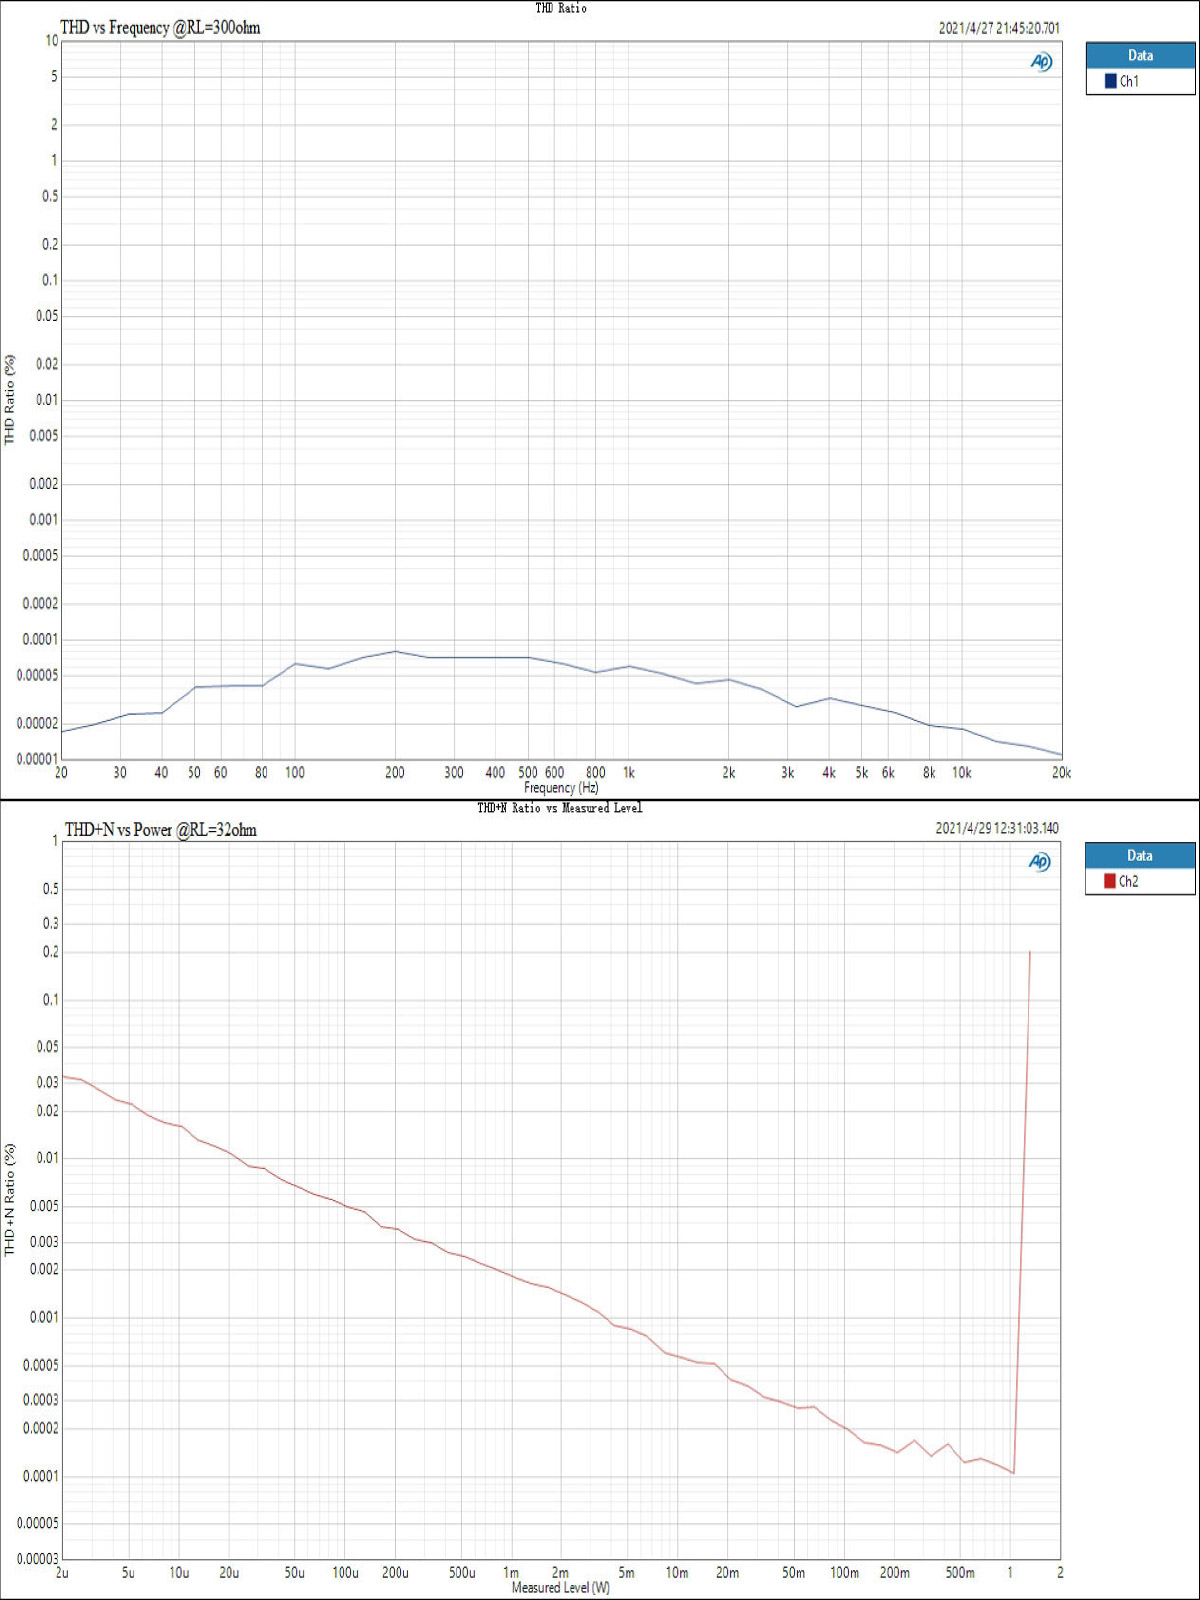 THD Ratio
THD vs Frequency @RL=300ohm
2021/4/27 21:45:20.701
AP
Data
Ch1
10
5
2
1
0.5
0.2
0.1
0.05
0.02
0.01
0.005
0.002
0.001
0.0005
0.0002
0.0001
0.00005
0.00002
0.00001
THD Ratio (%)
20 30 40 50 60 80 100 200 300 400 500 600 800 1k 2k 3k 4k 5k 6k 8k 10k 20k
Frequency (Hz)
THD+N Ratio vs Measured Level
THD+N vs Power @RL=32ohm
2021/4/29 12:31:03.140
AP
Data
Ch2
1
0.5
0.3
0.2
0.1
0.05
0.03
0.02
0.01
0.005
0.003
0.002
0.001
0.0005
0.0003
0.0002
0.0001
0.00005
0.00003
THD+N Ratio (%)
2u 5u 10u 20u 50u 100u 200u 500u 1m 2m 5m 10m 20m 50m 100m 200m 500m 1 2
Measured Level (W)